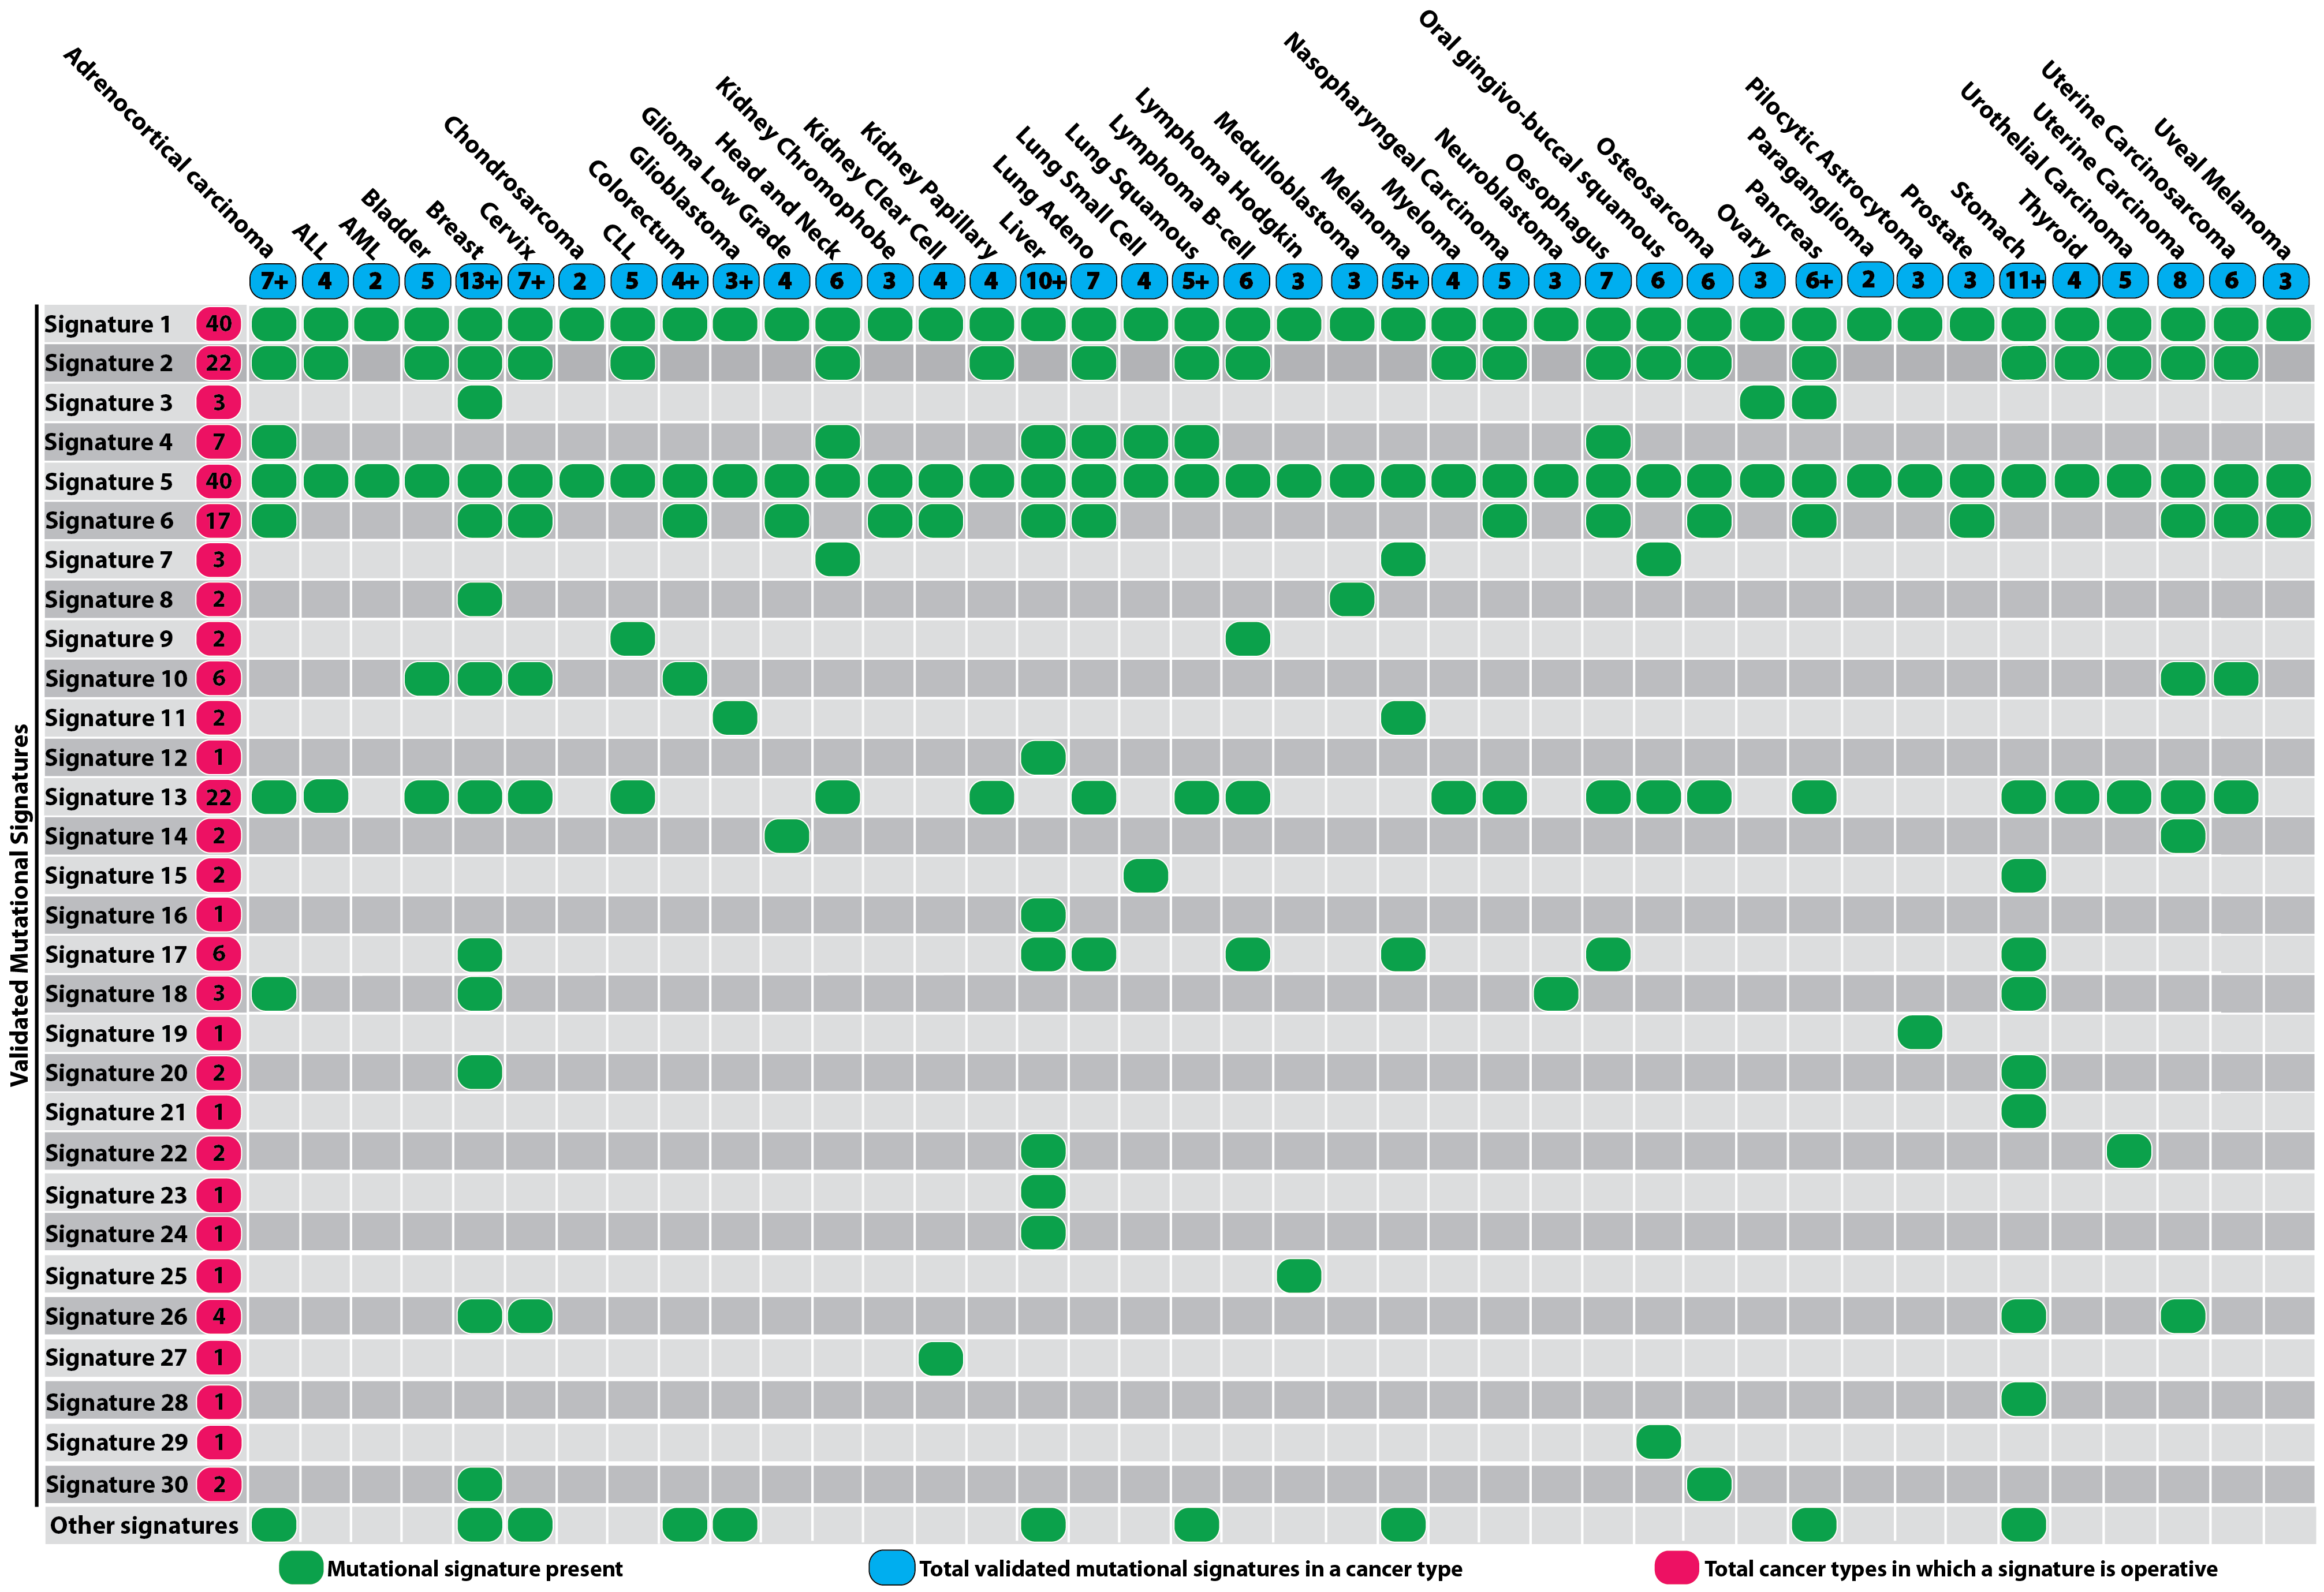 Adrenocortical carcinoma
ALL
AML
Bladder
Breast
Cervix
Chondrosarcoma
CLL
Colorectum
Glioblastoma
Glioma Low Grade
Head and Neck
Kidney Chromophobe
Kidney Clear Cell
Kidney Papillary
Liver
Lung Adeno
Lung Small Cell
Lung Squamous
Lymphoma B-cell
Lymphoma Hodgkin
Medulloblastoma
Melanoma
Myeloma
Nasopharyngeal Carcinoma
Neuroblastoma
Oesophagus
Oral gingivo-buccal squamous
Osteosarcoma
Ovary
Pancreas
Paraganglioma
Pilocytic Astrocytoma
Prostate
Stomach
Thyroid
Urothelial Carcinoma
Uterine Carcinoma
Uterine Carcinosarcoma
Uveal Melanoma
7+ 4 2 5 13+ 7+ 2 5 4+ 3+ 4 6 3 4 4 10+ 7 4 5+ 6 3 3 5+ 4 5 3 7 6 6 3 6+ 2 3 3 11+ 4 5 8 6 3
Validated Mutational Signatures
Signature 1 40
Signature 2 22
Signature 3 3
Signature 4 7
Signature 5 40
Signature 6 17
Signature 7 3
Signature 8 2
Signature 9 2
Signature 10 6
Signature 11 2
Signature 12 1
Signature 13 22
Signature 14 2
Signature 15 2
Signature 16 1
Signature 17 6
Signature 18 3
Signature 19 1
Signature 20 2
Signature 21 1
Signature 22 2
Signature 23 1
Signature 24 1
Signature 25 1
Signature 26 4
Signature 27 1
Signature 28 1
Signature 29 1
Signature 30 2
Other signatures
Mutational signature present
Total validated mutational signatures in a cancer type
Total cancer types in which a signature is operative